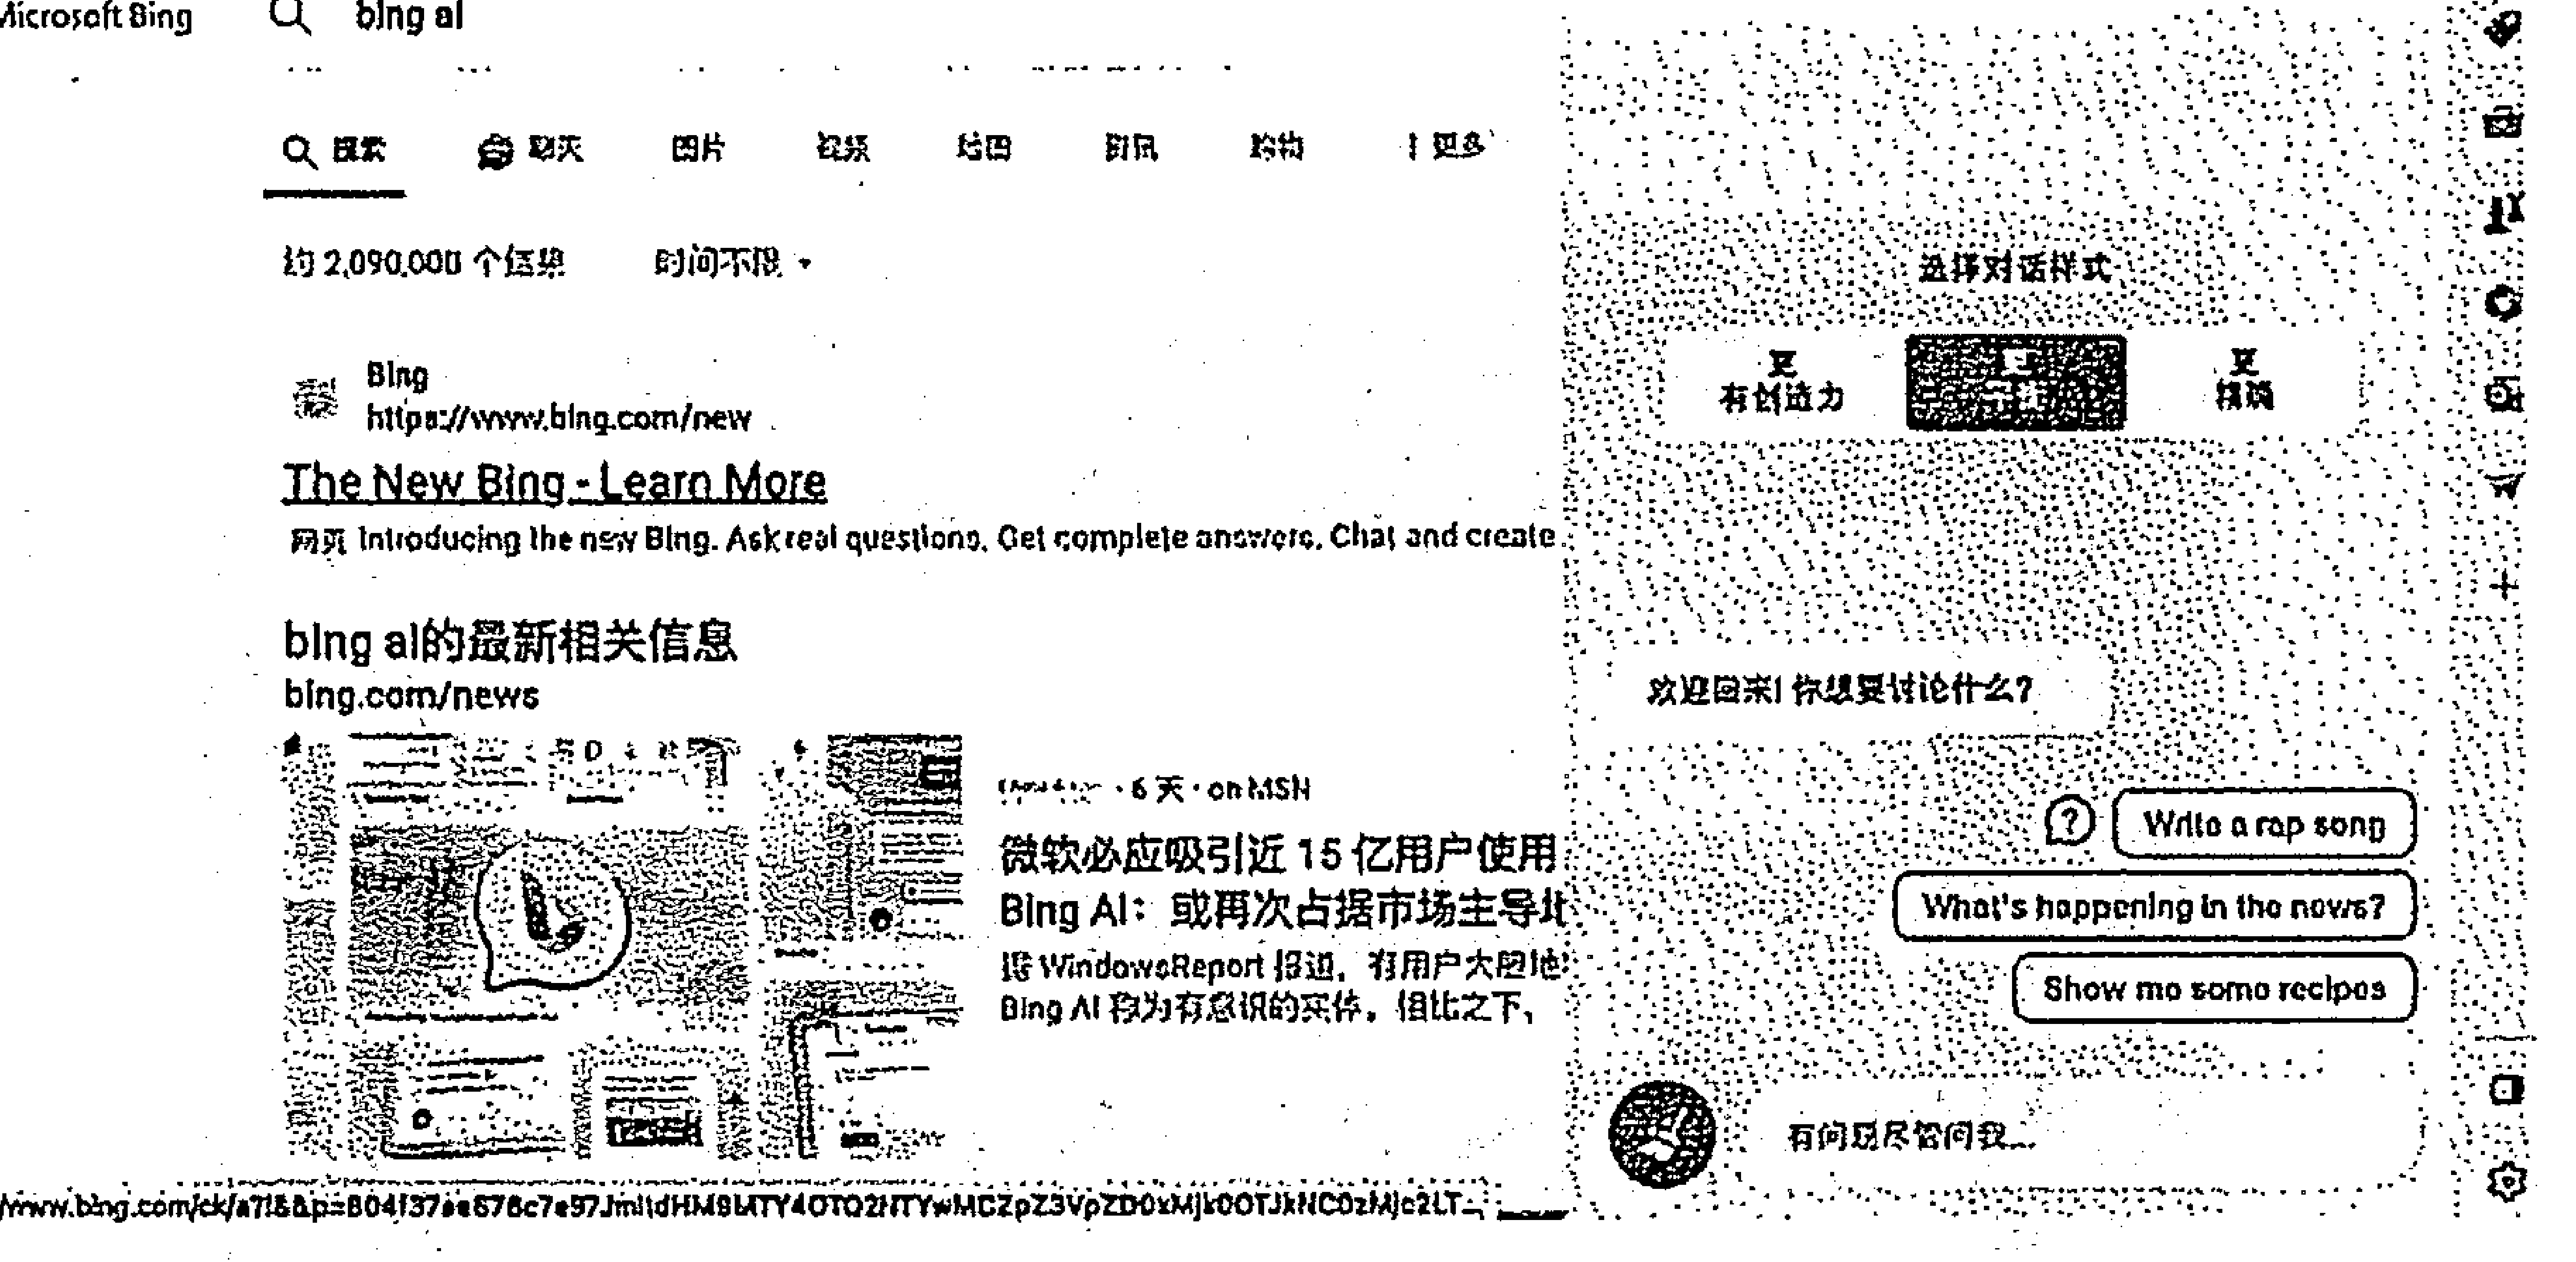 Microsoft Bing
bing ai
搜索 聊天 图片 视频 地图 资讯 购物 更多
约 2,090,000 个结果 时间不限
Bing
https://www.bing.com/new
The New Bing - Learn More
网页 Introducing the new Bing. Ask real questions. Get complete answers. Chat and create
bing ai的最新相关信息
bing.com/news
6 天 · on MSN
微软必应吸引近 15 亿用户使用
Bing AI：或再次占据市场主导地
据 WindowsReport 报道，有用户大胆地
Bing AI 称为有意识的实体。相比之下，
选择对话样式
更
有创造力
更
精确
欢迎回来! 你想要讨论什么?
Write a rap song
What's happening in the news?
Show me some recipes
有问题尽管问我...